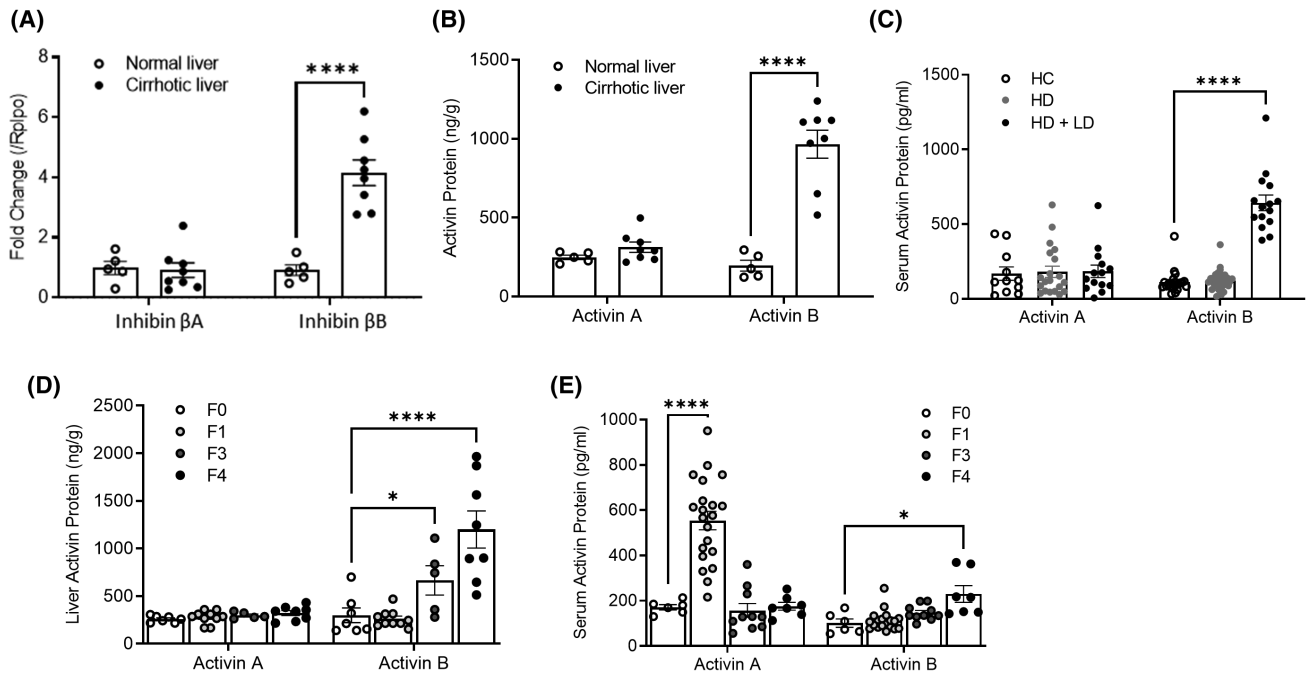 (A)
8
6
4
2
0
Fold Change (/Rplpo)
Normal liver
Cirrhotic liver
****
Inhibin βA
Inhibin βB
(B)
1500
1000
500
0
Activin Protein (ng/g)
Normal liver
Cirrhotic liver
****
Activin A
Activin B
(C)
1500
1000
500
0
Serum Activin Protein (pg/ml)
HC
HD
HD + LD
****
Activin A
Activin B
(D)
2500
2000
1500
1000
500
0
Liver Activin Protein (ng/g)
F0
F1
F3
F4
****
*
Activin A
Activin B
(E)
1000
800
600
400
200
0
Serum Activin Protein (pg/ml)
****
F0
F1
F3
F4
*
Activin A
Activin B